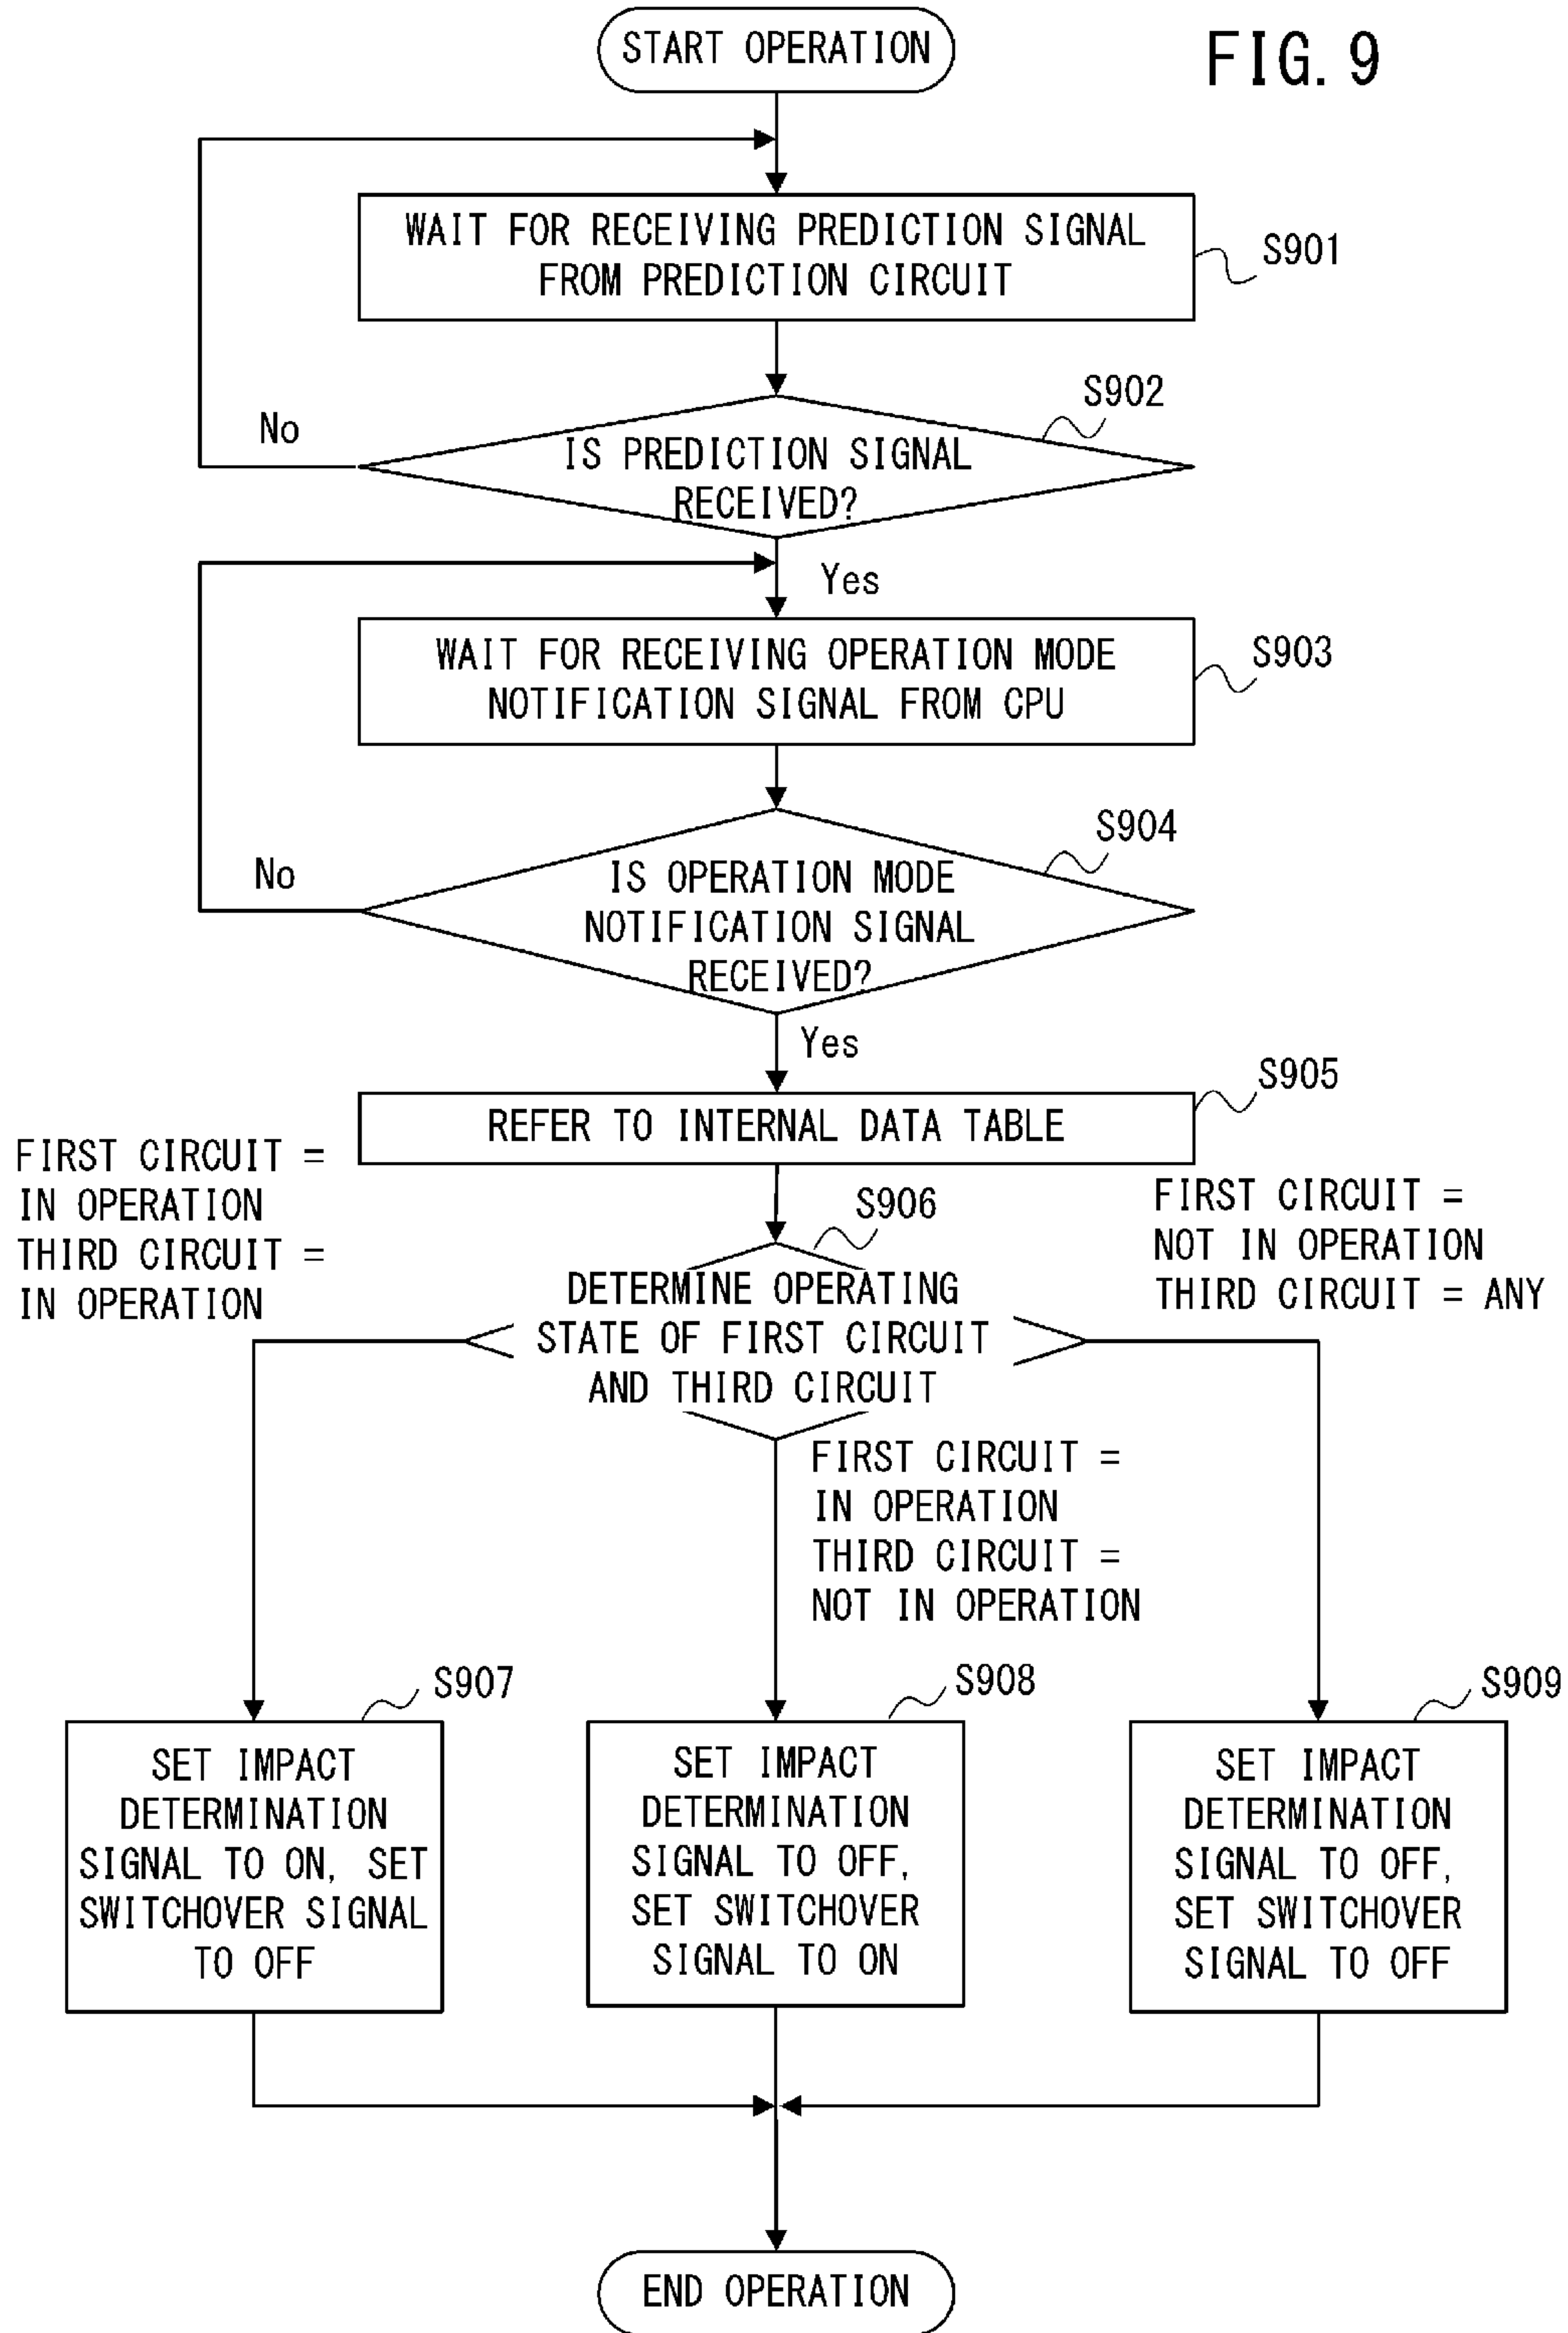 START OPERATION
FIG. 9
WAIT FOR RECEIVING PREDICTION SIGNAL
FROM PREDICTION CIRCUIT
S901
S902
No
IS PREDICTION SIGNAL
RECEIVED?
Yes
WAIT FOR RECEIVING OPERATION MODE
NOTIFICATION SIGNAL FROM CPU
S903
S904
No
IS OPERATION MODE
NOTIFICATION SIGNAL
RECEIVED?
Yes
S905
REFER TO INTERNAL DATA TABLE
FIRST CIRCUIT =
IN OPERATION
THIRD CIRCUIT =
IN OPERATION
S906
FIRST CIRCUIT =
NOT IN OPERATION
THIRD CIRCUIT = ANY
DETERMINE OPERATING
STATE OF FIRST CIRCUIT
AND THIRD CIRCUIT
FIRST CIRCUIT =
IN OPERATION
THIRD CIRCUIT =
NOT IN OPERATION
S907
SET IMPACT
DETERMINATION
SIGNAL TO ON, SET
SWITCHOVER SIGNAL
TO OFF
S908
SET IMPACT
DETERMINATION
SIGNAL TO OFF,
SET SWITCHOVER
SIGNAL TO ON
S909
SET IMPACT
DETERMINATION
SIGNAL TO OFF,
SET SWITCHOVER
SIGNAL TO OFF
END OPERATION